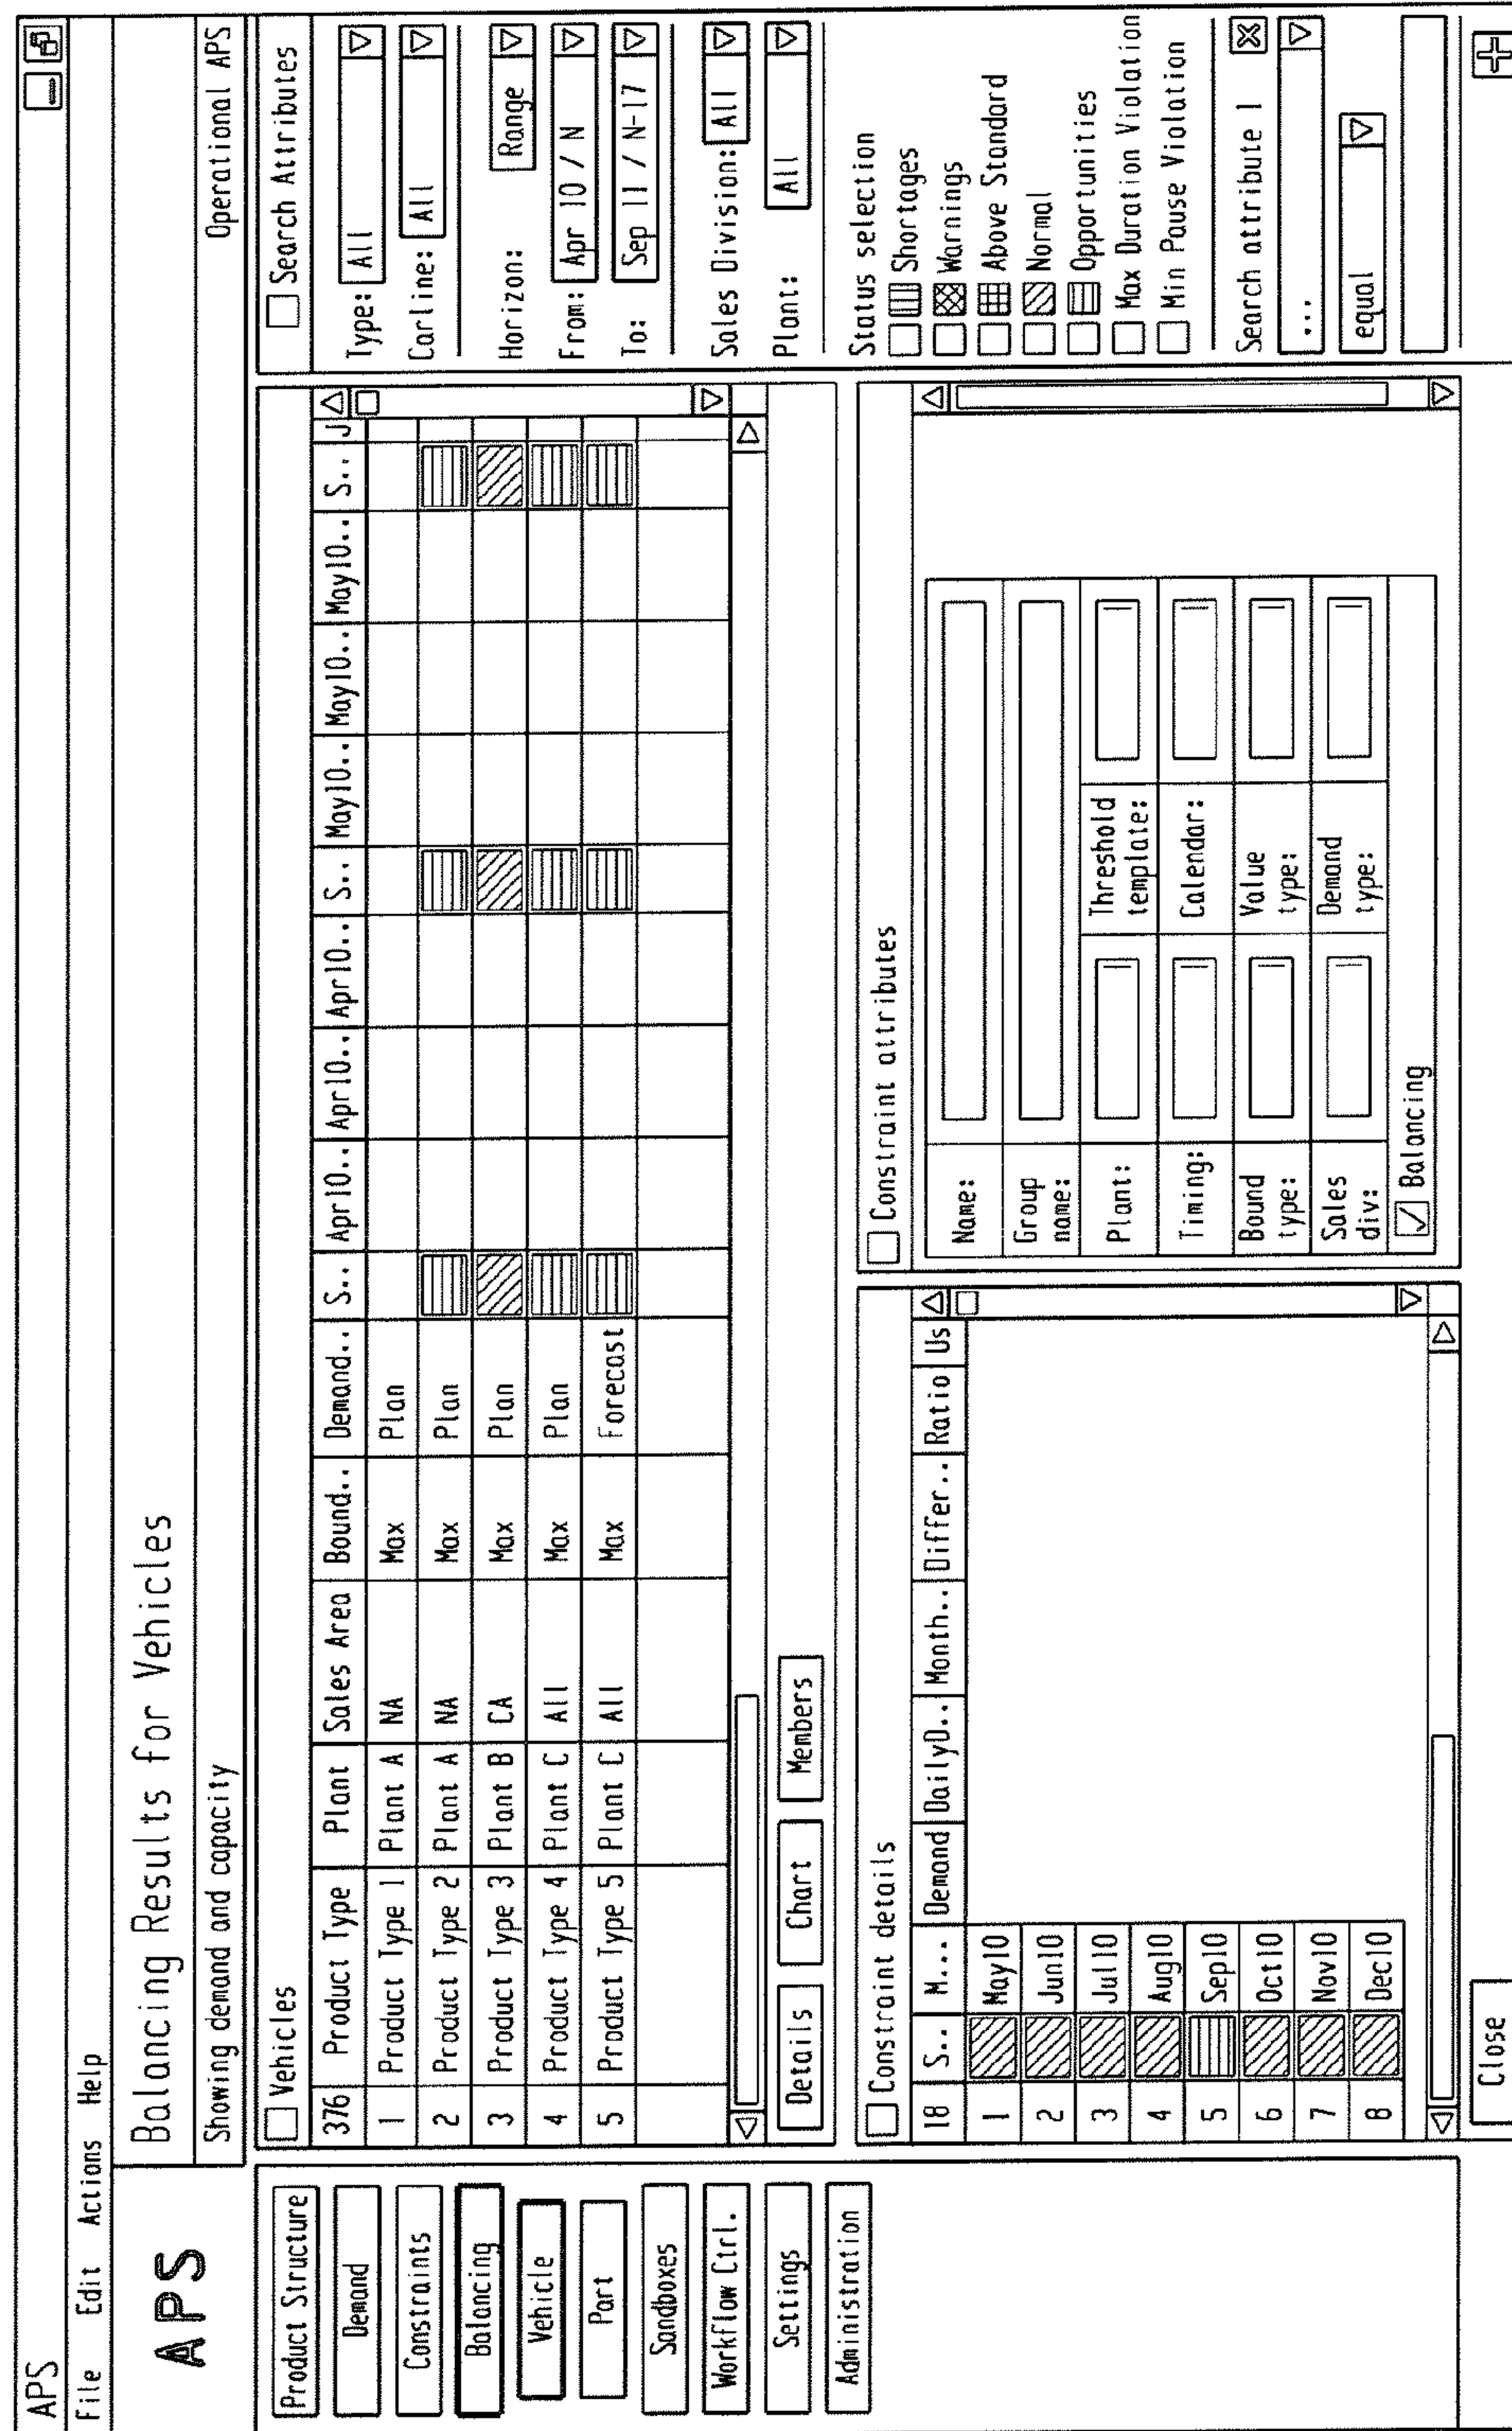 APS
File Edit Actions Help
APS
Balancing Results for Vehicles
Showing demand and capacity
Operational APS
Product Structure
Demand
Constraints
Balancing
Vehicle
Part
Sandboxes
Workflow Ctrl.
Settings
Administration
Vehicles
376 Product Type Plant Sales Area Bound.. Demand.. S.. Apr10.. Apr10.. Apr10.. S.. May10.. May10.. May10.. S.. J
1 Product Type 1 Plant A NA Max Plan
2 Product Type 2 Plant A NA Max Plan
3 Product Type 3 Plant B CA Max Plan
4 Product Type 4 Plant C All Max Plan
5 Product Type 5 Plant C All Max Forecast
Details Chart Members
Constraint details
18 S.. M... Demand DailyD.. Month.. Differ.. Ratio Us
1 May10
2 Jun10
3 Jul10
4 Aug10
5 Sep10
6 Oct10
7 Nov10
8 Dec10
Close
Constraint attributes
Name:
Group
name:
Plant: Threshold
template:
Timing: Calendar:
Bound Value
type: type:
Sales Demand
div: type:
Balancing
Search Attributes
Type: All
Carline: All
Horizon: Range
From: Apr 10 / N
To: Sep 11 / N-17
Sales Division: All
Plant: All
Status selection
Shortages
Warnings
Above Standard
Normal
Opportunities
Max Duration Violation
Min Pause Violation
Search attribute 1
...
equal